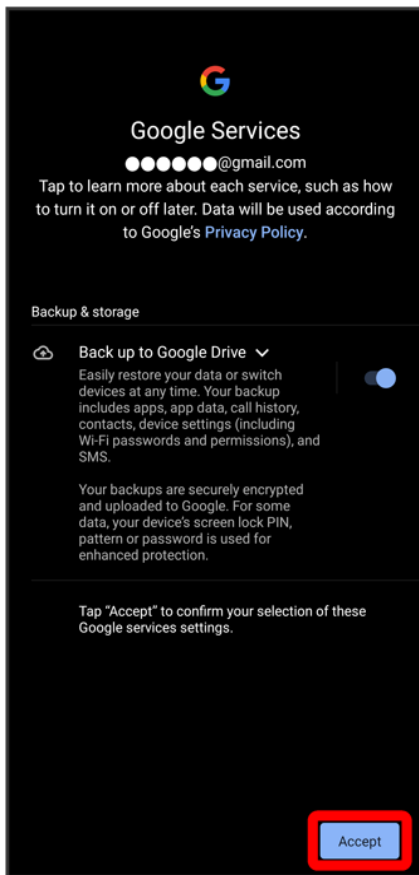 Google Services
●●●●●●@gmail.com
Tap to learn more about each service, such as how
to turn it on or off later. Data will be used according
to Google's Privacy Policy.
Backup & storage
Back up to Google Drive
Easily restore your data or switch
devices at any time. Your backup
includes apps, app data, call history,
contacts, device settings (including
Wi-Fi passwords and permissions), and
SMS.
Your backups are securely encrypted
and uploaded to Google. For some
data, your device's screen lock PIN,
pattern or password is used for
enhanced protection.
Tap “Accept” to confirm your selection of these
Google services settings.
Accept